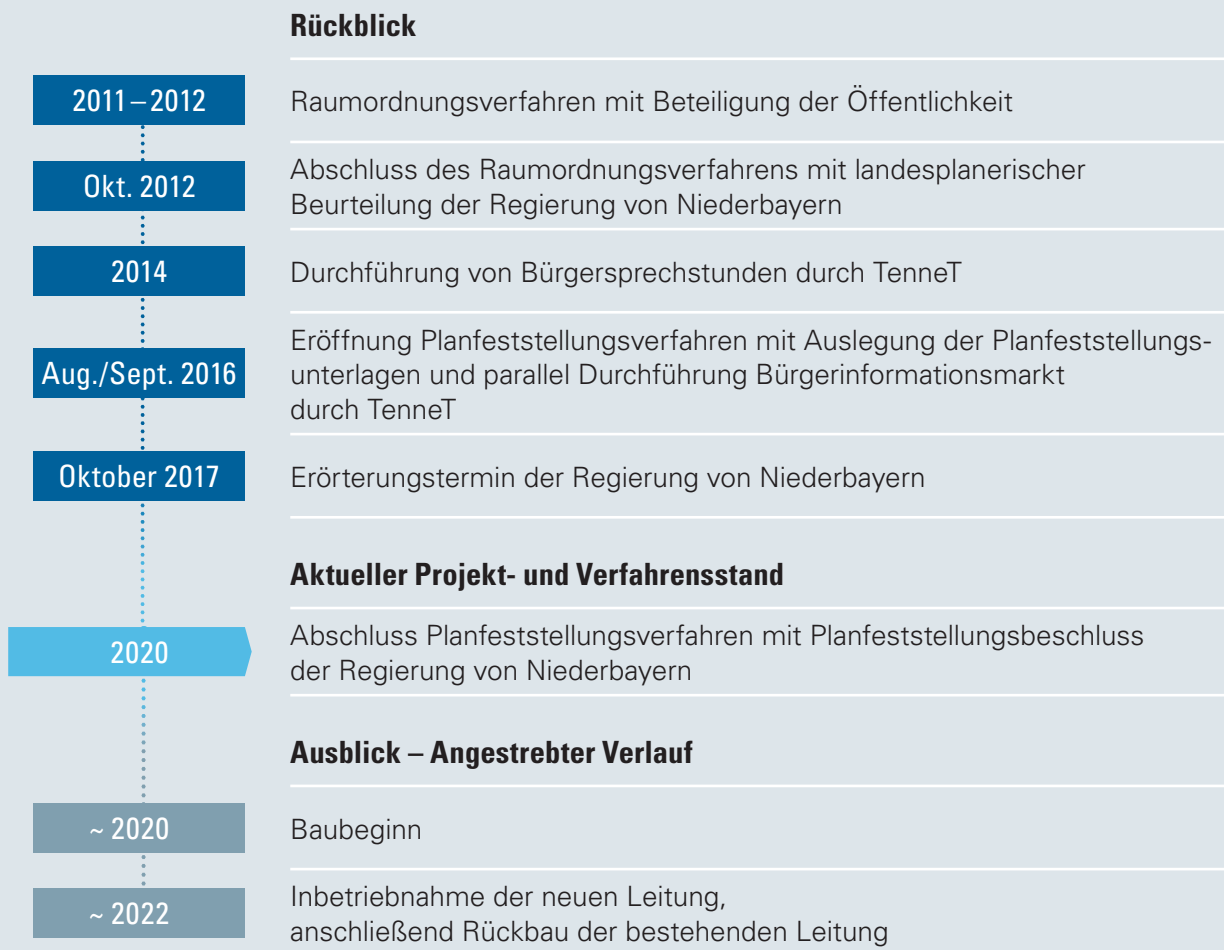 Rückblick
2011–2012
Raumordnungsverfahren mit Beteiligung der Öffentlichkeit
Okt. 2012
Abschluss des Raumordnungsverfahrens mit landesplanerischer
Beurteilung der Regierung von Niederbayern
2014
Durchführung von Bürgersprechstunden durch TenneT
Aug./Sept. 2016
Eröffnung Planfeststellungsverfahren mit Auslegung der Planfeststellungs-
unterlagen und parallel Durchführung Bürgerinformationsmarkt
durch TenneT
Oktober 2017
Erörterungstermin der Regierung von Niederbayern
Aktueller Projekt- und Verfahrensstand
2020
Abschluss Planfeststellungsverfahren mit Planfeststellungsbeschluss
der Regierung von Niederbayern
Ausblick – Angestrebter Verlauf
~ 2020
Baubeginn
~ 2022
Inbetriebnahme der neuen Leitung,
anschließend Rückbau der bestehenden Leitung